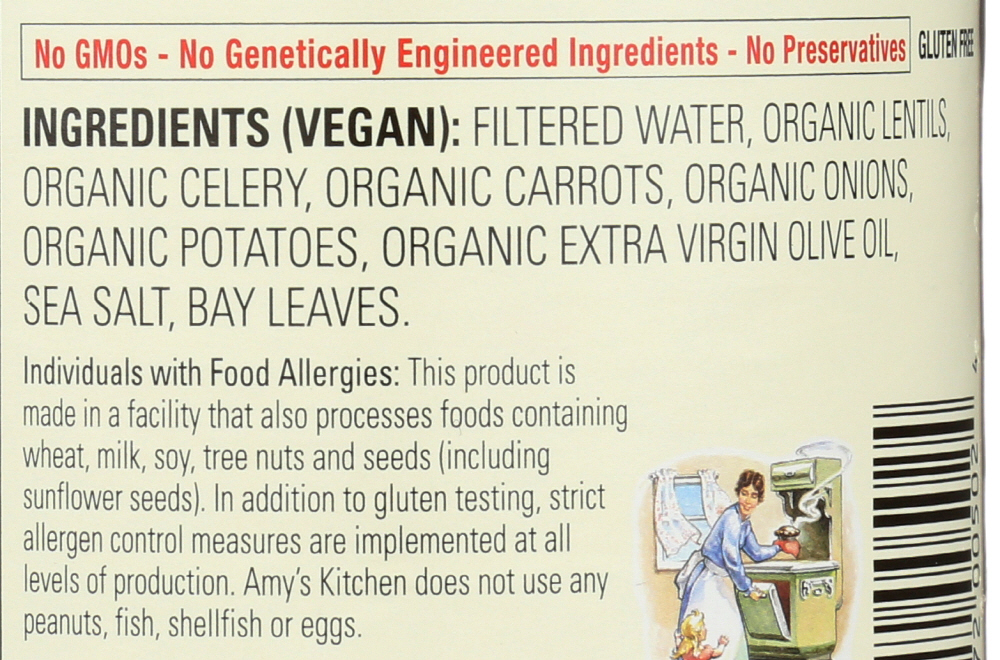 No GMOs - No Genetically Engineered Ingredients - No Preservatives GLUTEN FREE
INGREDIENTS (VEGAN): FILTERED WATER, ORGANIC LENTILS,
ORGANIC CELERY, ORGANIC CARROTS, ORGANIC ONIONS,
ORGANIC POTATOES, ORGANIC EXTRA VIRGIN OLIVE OIL,
SEA SALT, BAY LEAVES.
Individuals with Food Allergies: This product is
made in a facility that also processes foods containing
wheat, milk, soy, tree nuts and seeds (including
sunflower seeds). In addition to gluten testing, strict
allergen control measures are implemented at all
levels of production. Amy's Kitchen does not use any
peanuts, fish, shellfish or eggs.